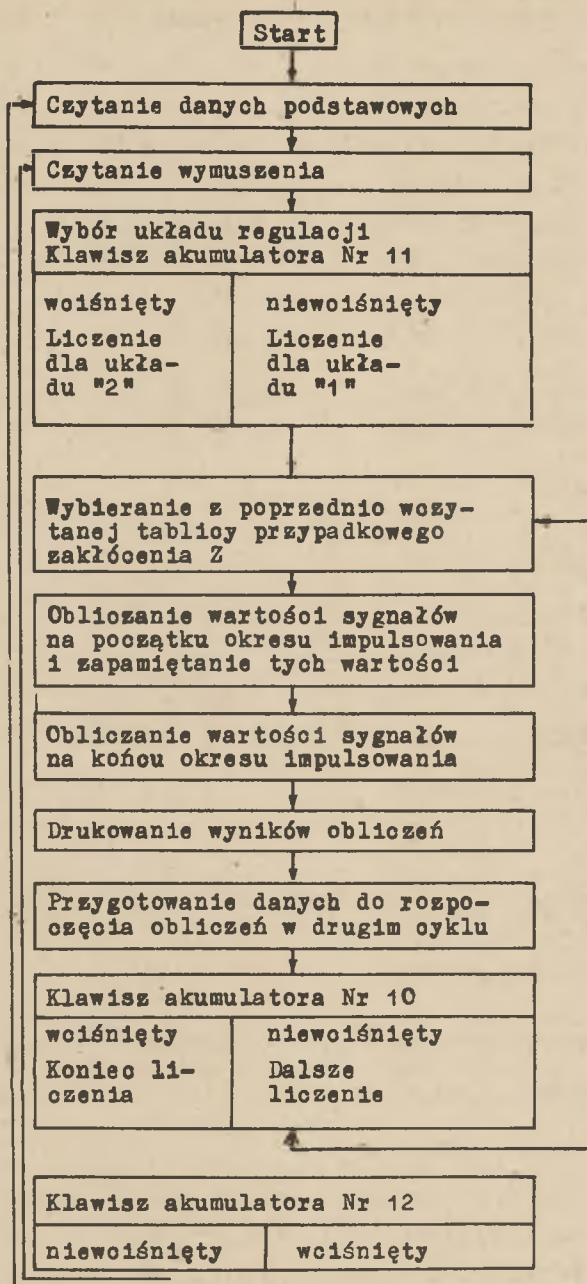 Start
Czytanie danych podstawowych
Czytanie wymuszenia
Wybór układu regulacji
Klawisz akumulatora Nr 11
wciśnięty
Liczenie
dla ukła-
du "2"
niewciśnięty
Liczenie
dla ukła-
du "1"
Wybieranie z poprzednio wczy-
tanej tablicy przypadkowego
zakłócenia Z
Obliczanie wartości sygnałów
na początku okresu impulsowania
i zapamiętanie tych wartości
Obliczanie wartości sygnałów
na końcu okresu impulsowania
Drukowanie wyników obliczeń
Przygotowanie danych do rozpo-
częcia obliczeń w drugim cyklu
Klawisz akumulatora Nr 10
wciśnięty
Koniec li-
czenia
niewciśnięty
Dalsze
liczenie
Klawisz akumulatora Nr 12
niewciśnięty
wciśnięty